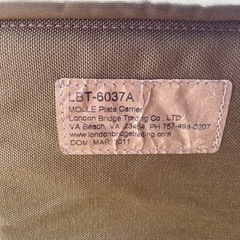 LBT-6037A
MOLLE Plate Carrier
London Bridge Trading Co., LTD.
VA Beach, VA 23464 PH 757-498-0207
www.londonbridgetrading.com
DOM: MAR. 2011